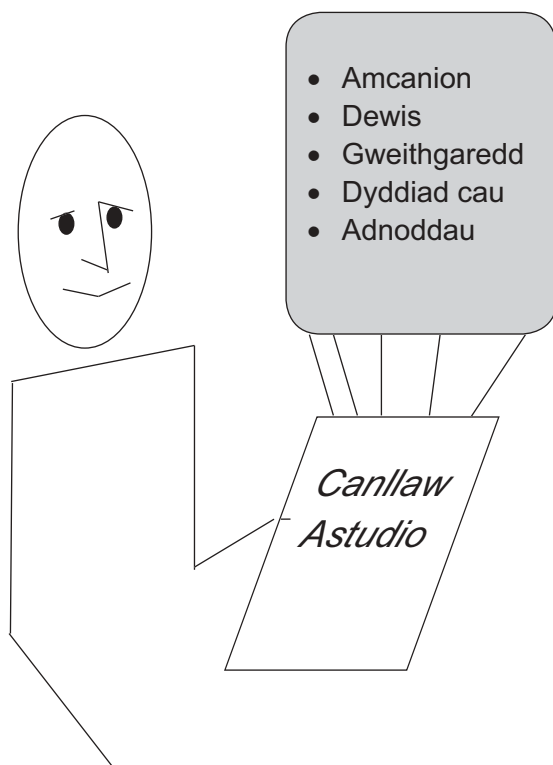 • Amcanion
• Dewis
• Gweithgaredd
• Dyddiad cau
• Adnoddau
Canllaw
Astudio